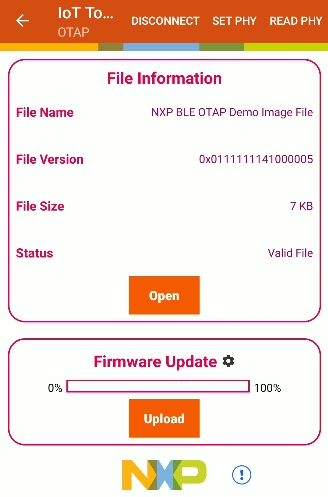 IoT To...
OTAP
DISCONNECT
SET PHY
READ PHY
File Information
File Name
NXP BLE OTAP Demo Image File
File Version
0x0111111141000005
File Size
7 KB
Status
Valid File
Open
Firmware Update
0%
100%
Upload
NXP